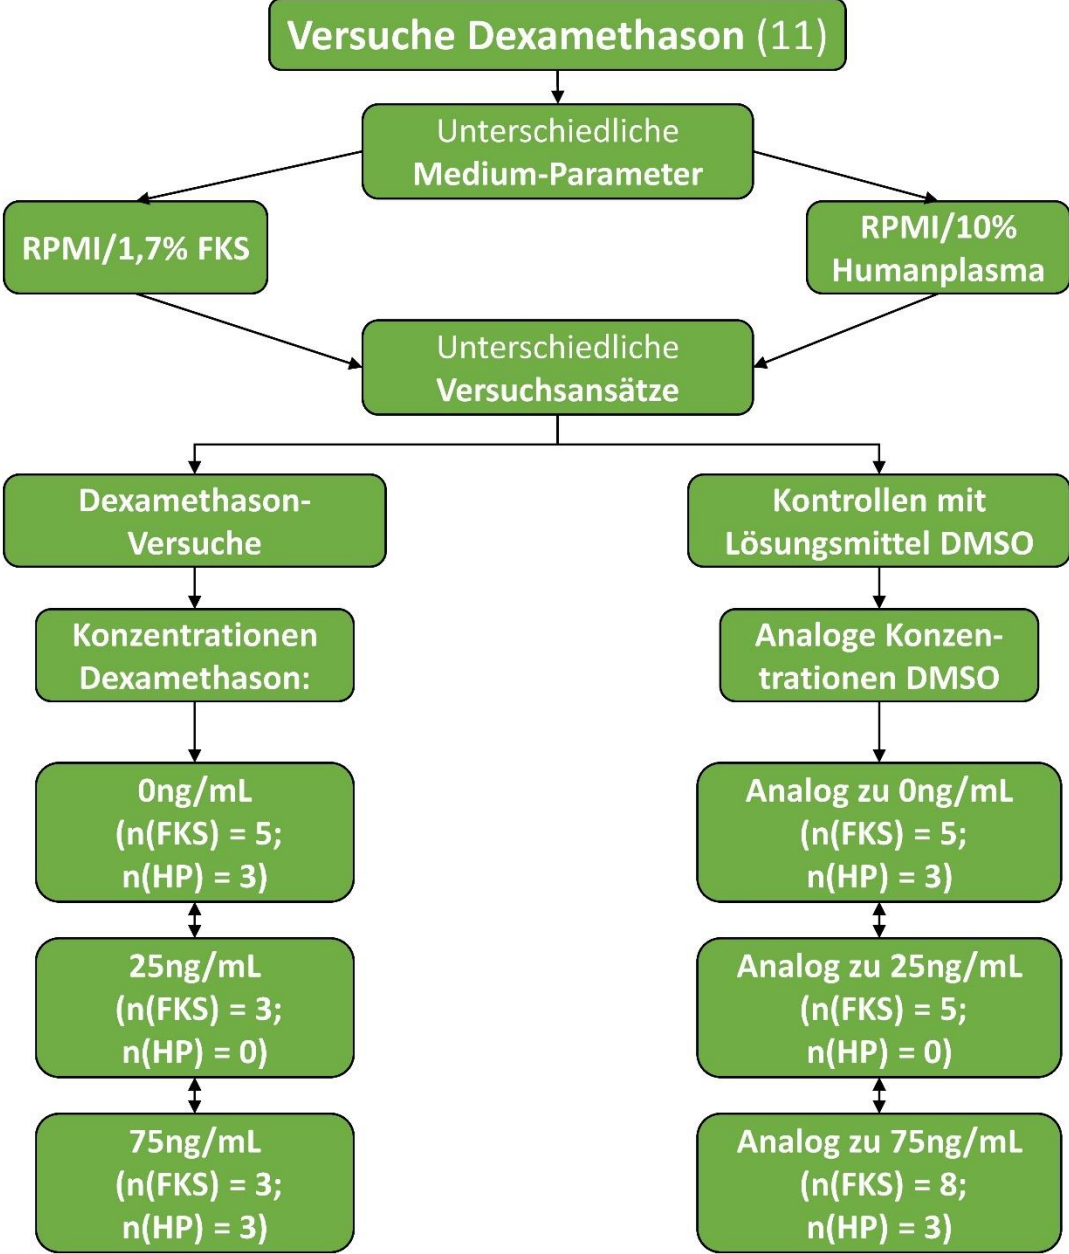 Versuche Dexamethason (11)
Unterschiedliche
Medium-Parameter
RPMI/1,7% FKS
RPMI/10%
Humanplasma
Unterschiedliche
Versuchsansätze
Dexamethason-
Versuche
Kontrollen mit
Lösungsmittel DMSO
Konzentrationen
Dexamethason:
Analoge Konzen-
trationen DMSO
0ng/mL
(n(FKS) = 5;
n(HP) = 3)
Analog zu 0ng/mL
(n(FKS) = 5;
n(HP) = 3)
25ng/mL
(n(FKS) = 3;
n(HP) = 0)
Analog zu 25ng/mL
(n(FKS) = 5;
n(HP) = 0)
75ng/mL
(n(FKS) = 3;
n(HP) = 3)
Analog zu 75ng/mL
(n(FKS) = 8;
n(HP) = 3)